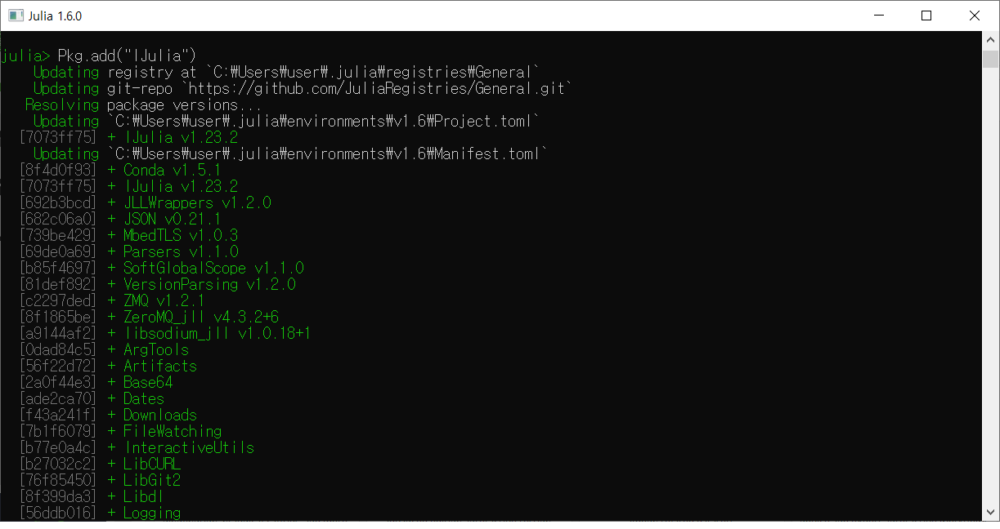 Julia 1.6.0
julia> Pkg.add("IJulia")
Updating registry at `C:₩Users₩user₩.julia₩registries₩General`
Updating git-repo `https://github.com/JuliaRegistries/General.git`
Resolving package versions...
Updating `C:₩Users₩user₩.julia₩environments₩v1.6₩Project.toml`
[7073ff75] + IJulia v1.23.2
Updating `C:₩Users₩user₩.julia₩environments₩v1.6₩Manifest.toml`
[8f4d0f93] + Conda v1.5.1
[7073ff75] + IJulia v1.23.2
[692b3bcd] + JLLWrappers v1.2.0
[682c06a0] + JSON v0.21.1
[739be429] + MbedTLS v1.0.3
[69de0a69] + Parsers v1.1.0
[b85f4697] + SoftGlobalScope v1.1.0
[81def892] + VersionParsing v1.2.0
[c2297ded] + ZMQ v1.2.1
[8f1865be] + ZeroMQ_jll v4.3.2+6
[a9144af2] + libsodium_jll v1.0.18+1
[0dad84c5] + ArgTools
[56f22d72] + Artifacts
[2a0f44e3] + Base64
[ade2ca70] + Dates
[f43a241f] + Downloads
[7b1f6079] + FileWatching
[b77e0a4c] + InteractiveUtils
[b27032c2] + LibCURL
[76f85450] + LibGit2
[8f399da3] + Libdl
[56ddb016] + Logging